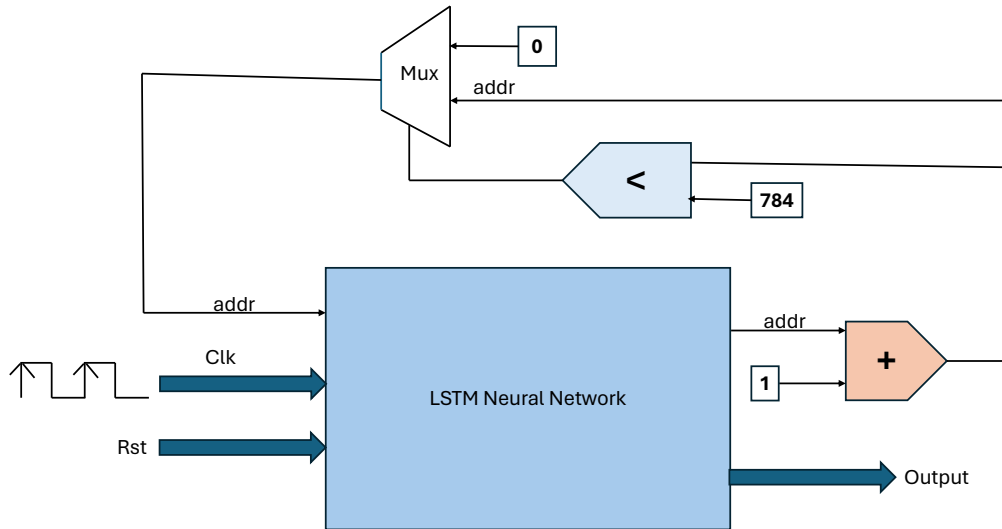 0
Mux
addr
<
784
addr
addr
Clk
+
1
LSTM Neural Network
Rst
Output